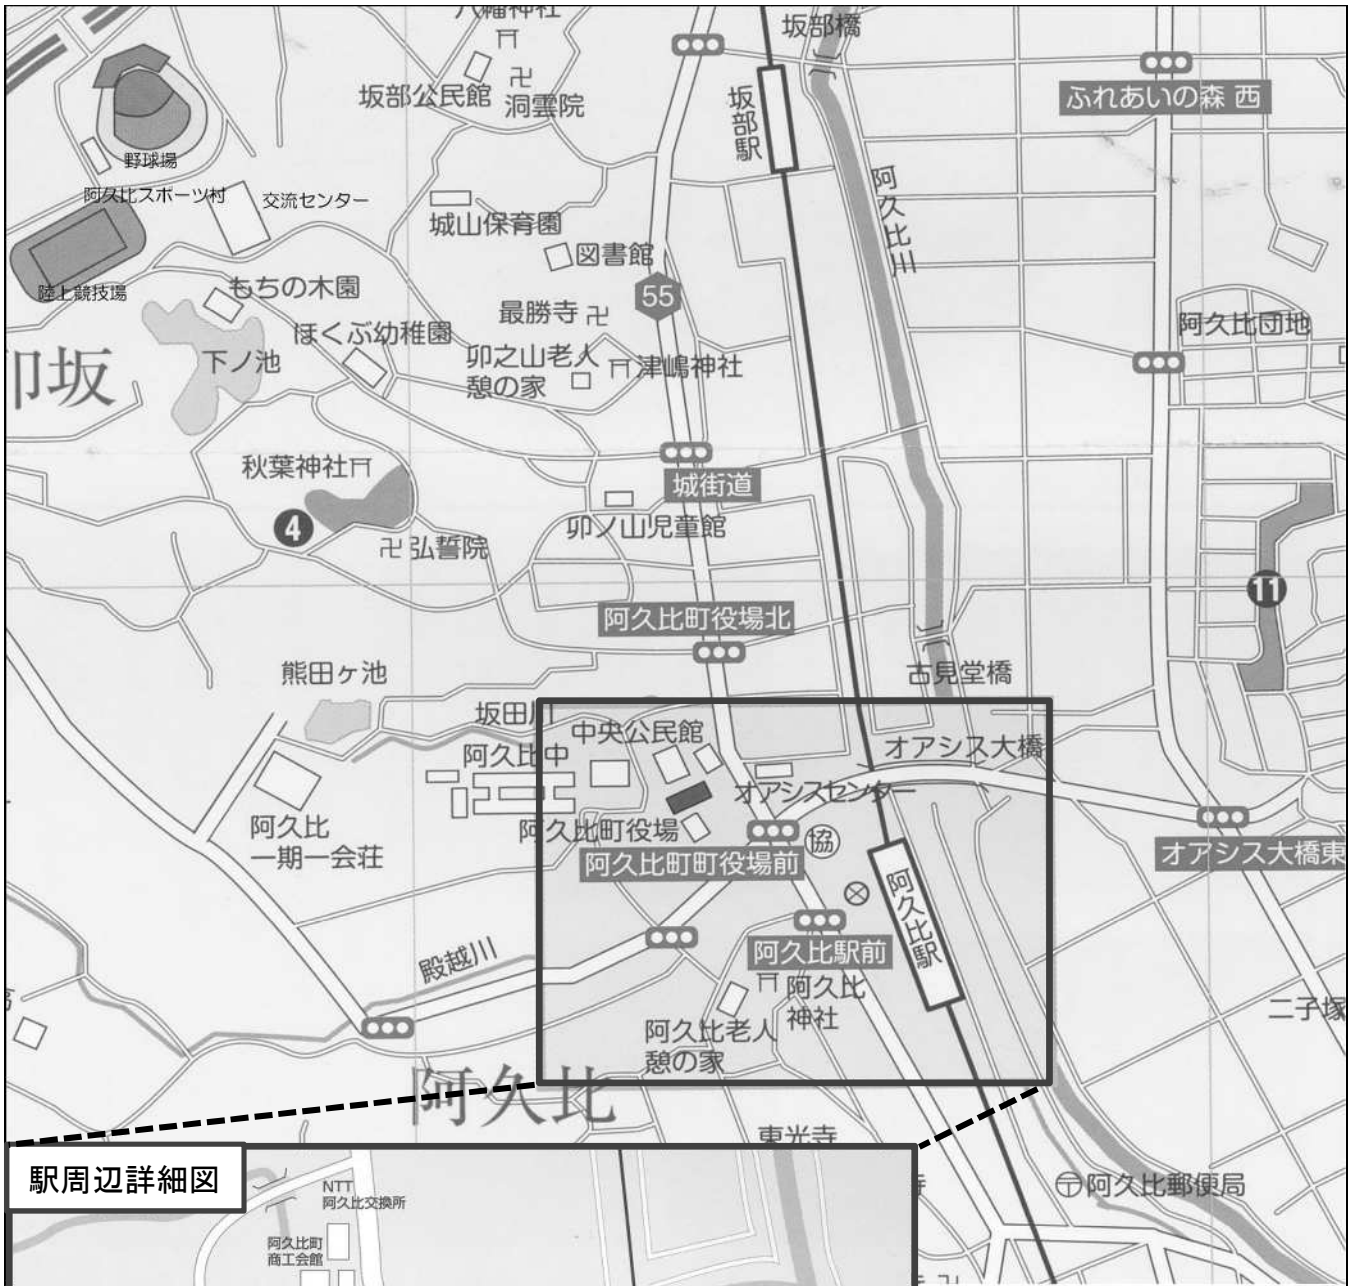 八幡神社
坂部橋
坂部公民館
洞雲院
坂部駅
ふれあいの森 西
野球場
阿久比スポーツ村
交流センター
阿久比川
城山保育園
図書館
陸上競技場
もちの木園
55
最勝寺
ほくぶ幼稚園
阿久比団地
卯坂
下ノ池
卯之山老人
憩の家
津嶋神社
秋葉神社
城街道
4
弘誓院
卯ノ山児童館
11
阿久比町役場北
熊田ヶ池
古見堂橋
坂田川
中央公民館
阿久比中
オアシス大橋
オアシスセンター
阿久比
一期一会荘
阿久比町役場
協
阿久比町町役場前
オアシス大橋東
阿久比駅
殿越川
阿久比駅前
阿久比
神社
二子塚
阿久比老人
憩の家
阿久比
東光寺
駅周辺詳細図
NTT
阿久比交換所
阿久比郵便局
阿久比町
商工会館